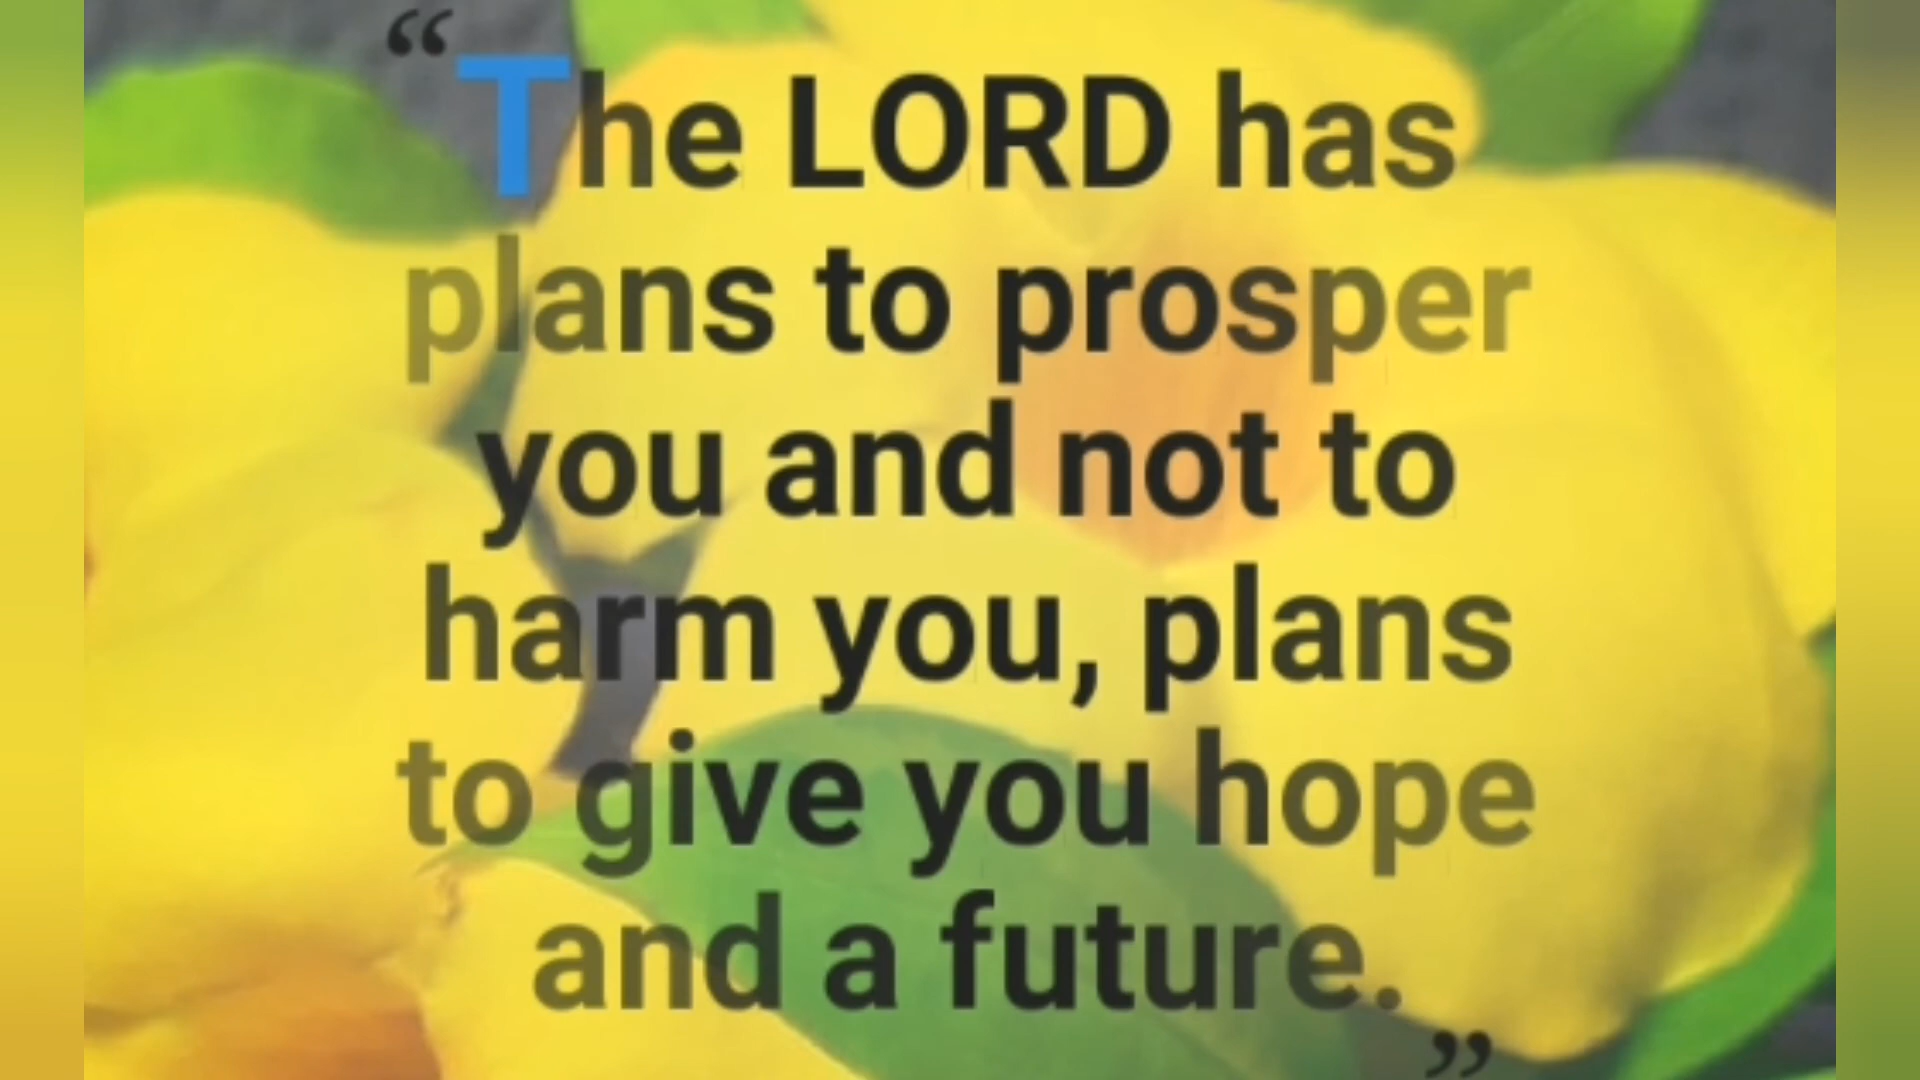 “The LORD has
plans to prosper
you and not to
harm you, plans
to give you hope
and a future.”